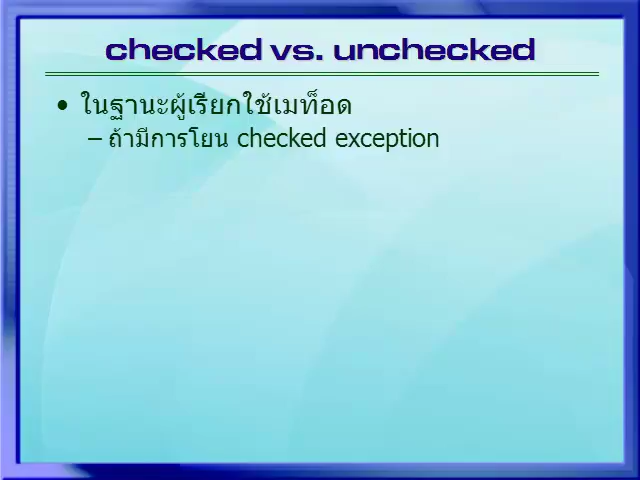 checked vs. unchecked
• ในฐานะผู้เรียกใช้เมท็อด
– ถ้ามีการโยน checked exception